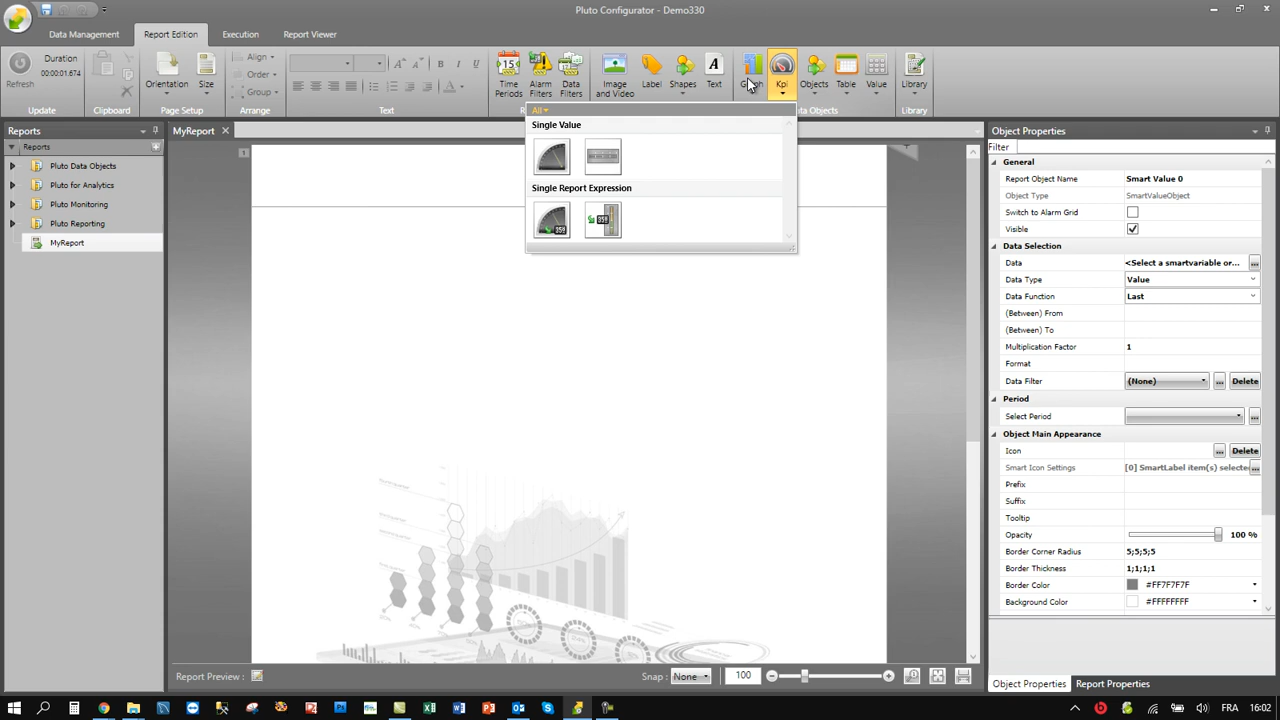 Pluto Configurator - Demo330
Data Management
Report Edition
Execution
Report Viewer
Refresh
Duration
00:00:01.674
Update
Clipboard
Orientation
Size
Page Setup
Align
Order
Group
Arrange
B I U
A
Text
Time Periods
Alarm Filters
Data Filters
Image and Video
Label
Shapes
Text
Kpi
Objects
Table
Value
Library
Library
All
Single Value
Single Report Expression
Reports
Reports
Pluto Data Objects
Pluto for Analytics
Pluto Monitoring
Pluto Reporting
MyReport
MyReport
1
Object Properties
Filter
General
Report Object Name Smart Value 0
Object Type SmartValueObject
Switch to Alarm Grid
Visible
Data Selection
Data <Select a smartvariable or... ...
Data Type Value
Data Function Last
(Between) From
(Between) To
Multiplication Factor 1
Format
Data Filter (None) ... Delete
Period
Select Period ...
Object Main Appearance
Icon ... Delete
Smart Icon Settings [0] SmartLabel item(s) selecte ...
Prefix
Suffix
Tooltip
Opacity 100 %
Border Corner Radius 5;5;5;5
Border Thickness 1;1;1;1
Border Color #FF7F7F7F
Background Color #FFFFFFFF
Report Preview :
Snap : None
100
Object Properties
Report Properties
FRA 16:02